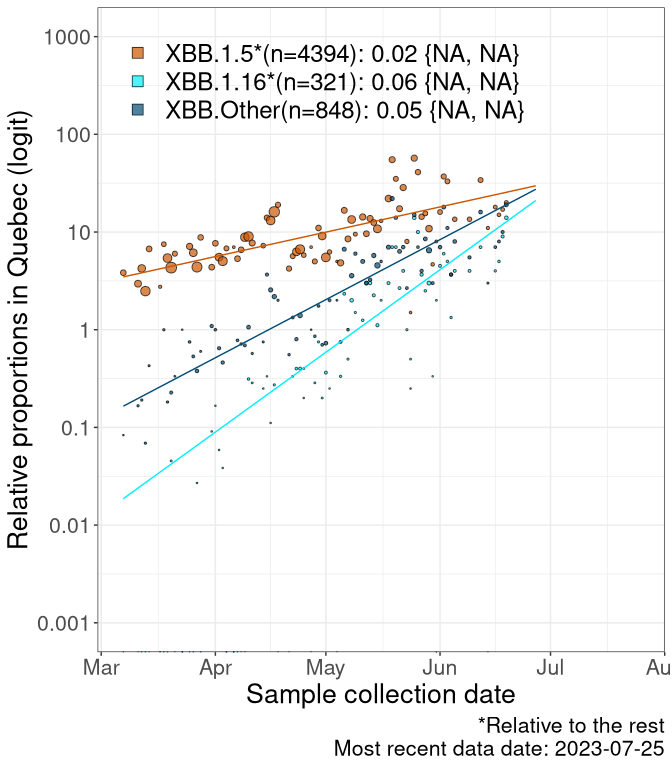 1000
100
10
1
0.1
0.01
0.001
Relative proportions in Quebec (logit)
XBB.1.5*(n=4394): 0.02 {NA, NA}
XBB.1.16*(n=321): 0.06 {NA, NA}
XBB.Other(n=848): 0.05 {NA, NA}
Mar Apr May Jun Jul Au
Sample collection date
*Relative to the rest
Most recent data date: 2023-07-25